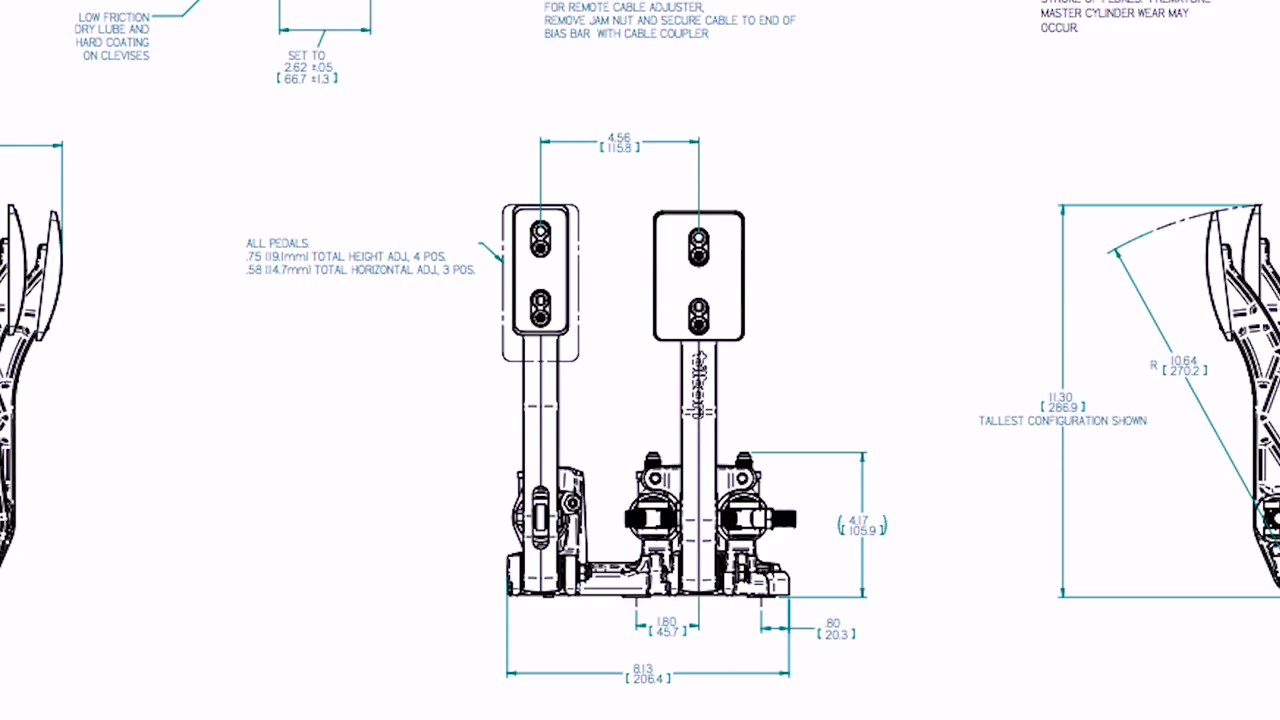 LOW FRICTION
DRY LUBE AND
HARD COATING
ON CLEVISES
SET TO
2.62 ±.05
[ 66.7 ±1.3 ]
FOR REMOTE CABLE ADJUSTER,
REMOVE JAM NUT AND SECURE CABLE TO END OF
BIAS BAR WITH CABLE COUPLER
MASTER CYLINDER WEAR MAY
OCCUR.
4.56
[ 115.8 ]
ALL PEDALS:
.75 (19.1mm) TOTAL HEIGHT ADJ, 4 POS.
.58 (14.7mm) TOTAL HORIZONTAL ADJ, 3 POS.
R 10.64
[ 270.2 ]
11.30
[ 286.9 ]
TALLEST CONFIGURATION SHOWN
( 4.17
[ 105.9 ] )
1.80
[ 45.7 ]
.80
[ 20.3 ]
8.13
[ 206.4 ]